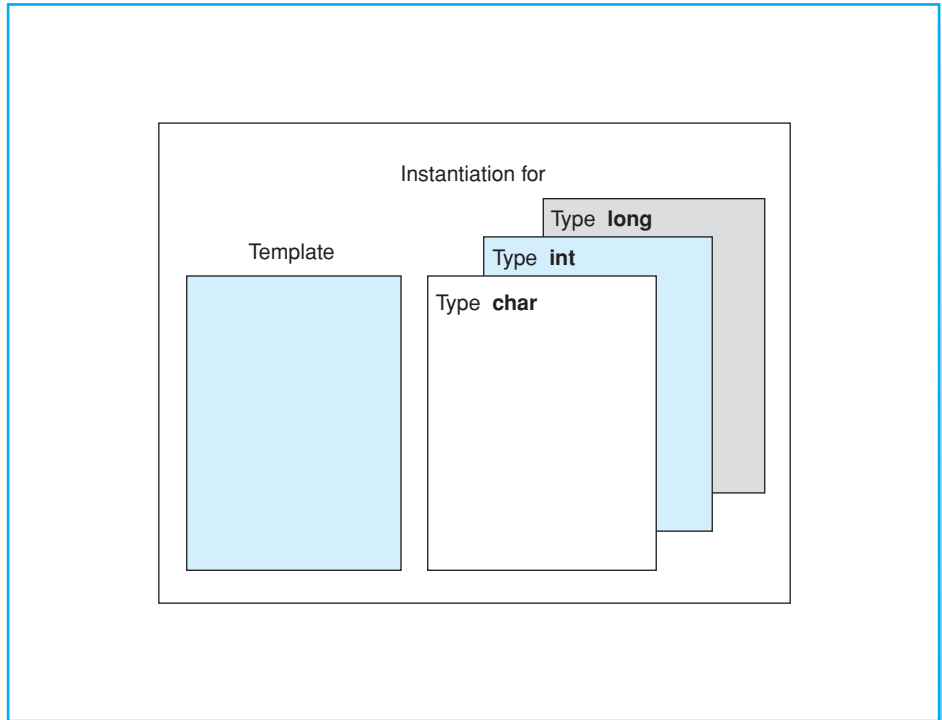 Instantiation for
Type long
Template
Type int
Type char